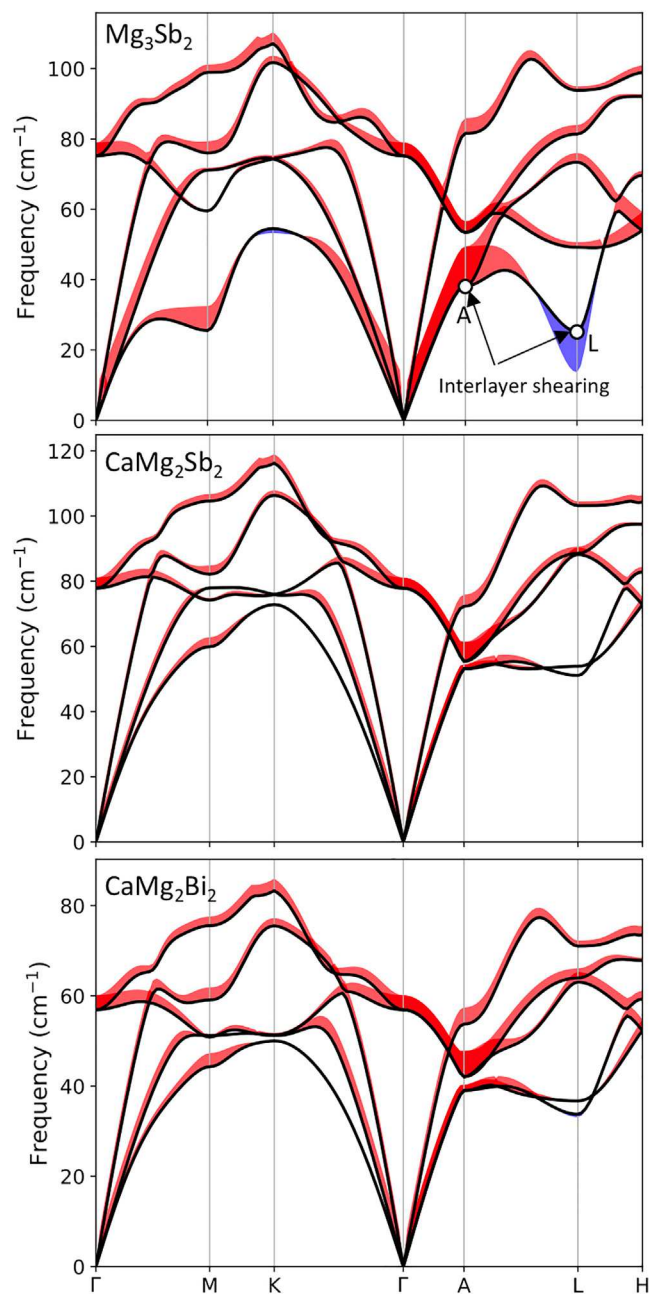 Mg₃Sb₂
Frequency (cm⁻¹)
100
80
60
40
20
0
A
L
Interlayer shearing
CaMg₂Sb₂
Frequency (cm⁻¹)
120
100
80
60
40
20
0
CaMg₂Bi₂
Frequency (cm⁻¹)
80
60
40
20
0
Γ M K Γ A L H